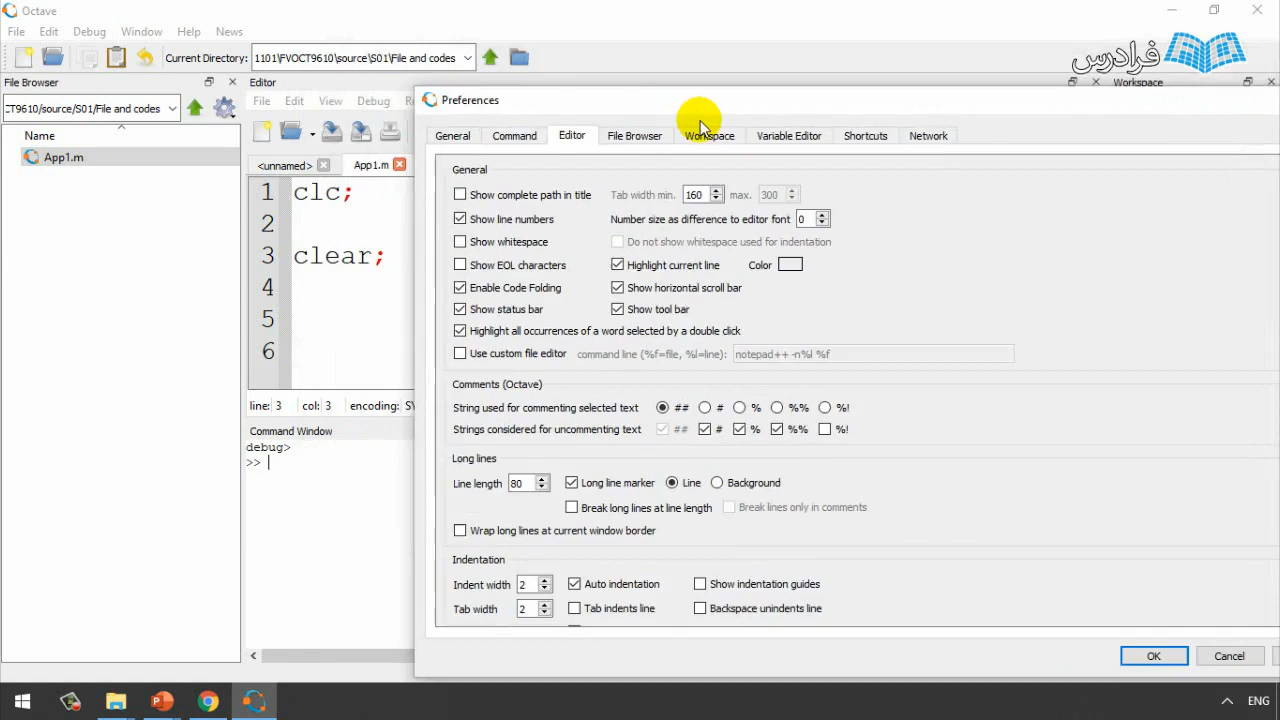 Octave
File Edit Debug Window Help News
Current Directory: 1101\FVOCT9610\source\S01\File and codes
فرادرس
File Browser
Editor
Workspace
:T9610/source/S01/File and codes
File Edit View Debug
Name
App1.m
<unnamed> App1.m
1 clc;
2
3 clear;
4
5
6
line: 3 col: 3 encoding:
Command Window
debug>
>>
Preferences
General Command Editor File Browser Workspace Variable Editor Shortcuts Network
General
Show complete path in title Tab width min. 160 max. 300
Show line numbers Number size as difference to editor font 0
Show whitespace Do not show whitespace used for indentation
Show EOL characters Highlight current line Color
Enable Code Folding Show horizontal scroll bar
Show status bar Show tool bar
Highlight all occurrences of a word selected by a double click
Use custom file editor command line (%f=file, %l=line): notepad++ -n%l %f
Comments (Octave)
String used for commenting selected text ## # % %% %!
Strings considered for uncommenting text ## # % %% %!
Long lines
Line length 80 Long line marker Line Background
Break long lines at line length Break lines only in comments
Wrap long lines at current window border
Indentation
Indent width 2 Auto indentation Show indentation guides
Tab width 2 Tab indents line Backspace unindents line
OK Cancel
ENG